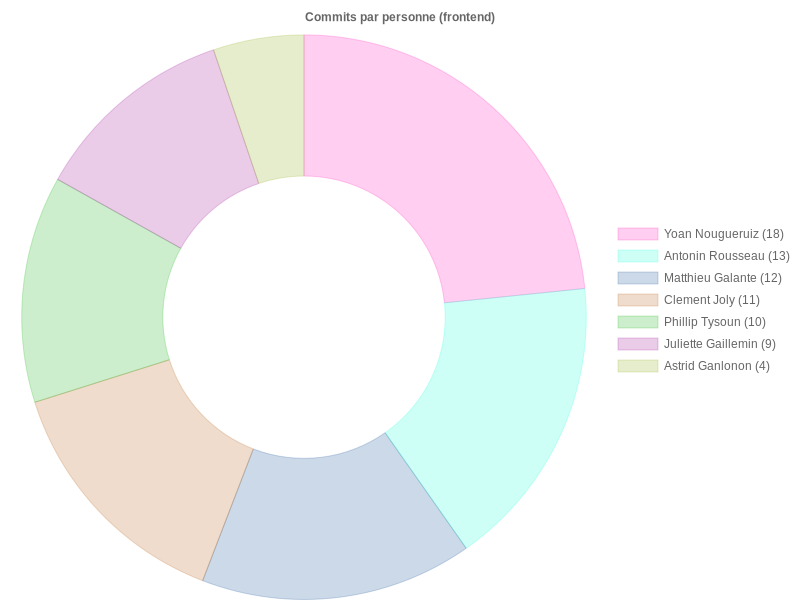 Commits par personne (frontend)
Yoan Nougueruiz (18)
Antonin Rousseau (13)
Matthieu Galante (12)
Clement Joly (11)
Phillip Tysoun (10)
Juliette Gaillemin (9)
Astrid Ganlonon (4)